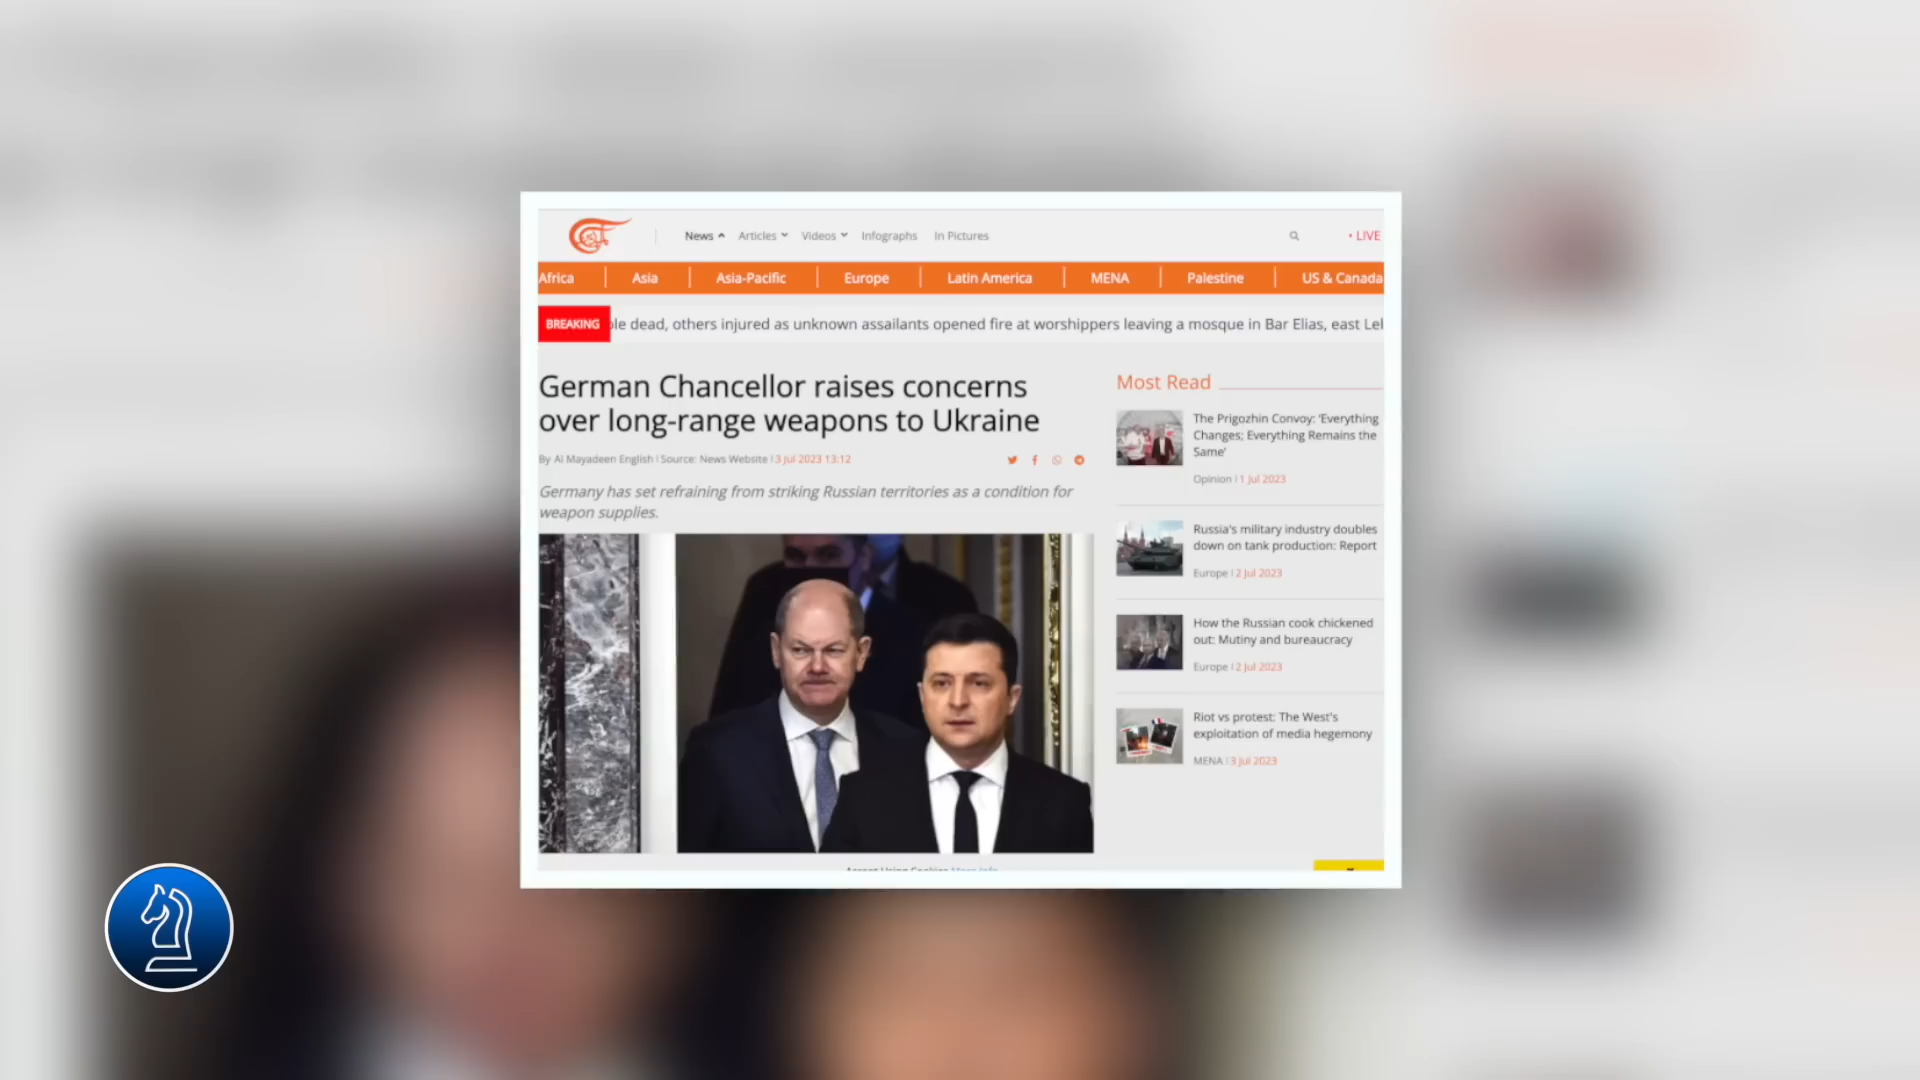 News Articles Videos Infographs In Pictures
• LIVE
Africa Asia Asia-Pacific Europe Latin America MENA Palestine US & Canada
BREAKING
dead, others injured as unknown assailants opened fire at worshippers leaving a mosque in Bar Elias, east
German Chancellor raises concerns
over long-range weapons to Ukraine
By Al Mayadeen English | Source: News Website | 3 Jul 2023 13:12
Germany has set refraining from striking Russian territories as a condition for
weapon supplies.
Most Read
The Prigozhin Convoy: 'Everything
Changes; Everything Remains the
Same'
Opinion | 1 Jul 2023
Russia's military industry doubles
down on tank production: Report
Europe | 2 Jul 2023
How the Russian cook chickened
out: Mutiny and bureaucracy
Europe | 2 Jul 2023
Riot vs protest: The West's
exploitation of media hegemony
MENA | 3 Jul 2023